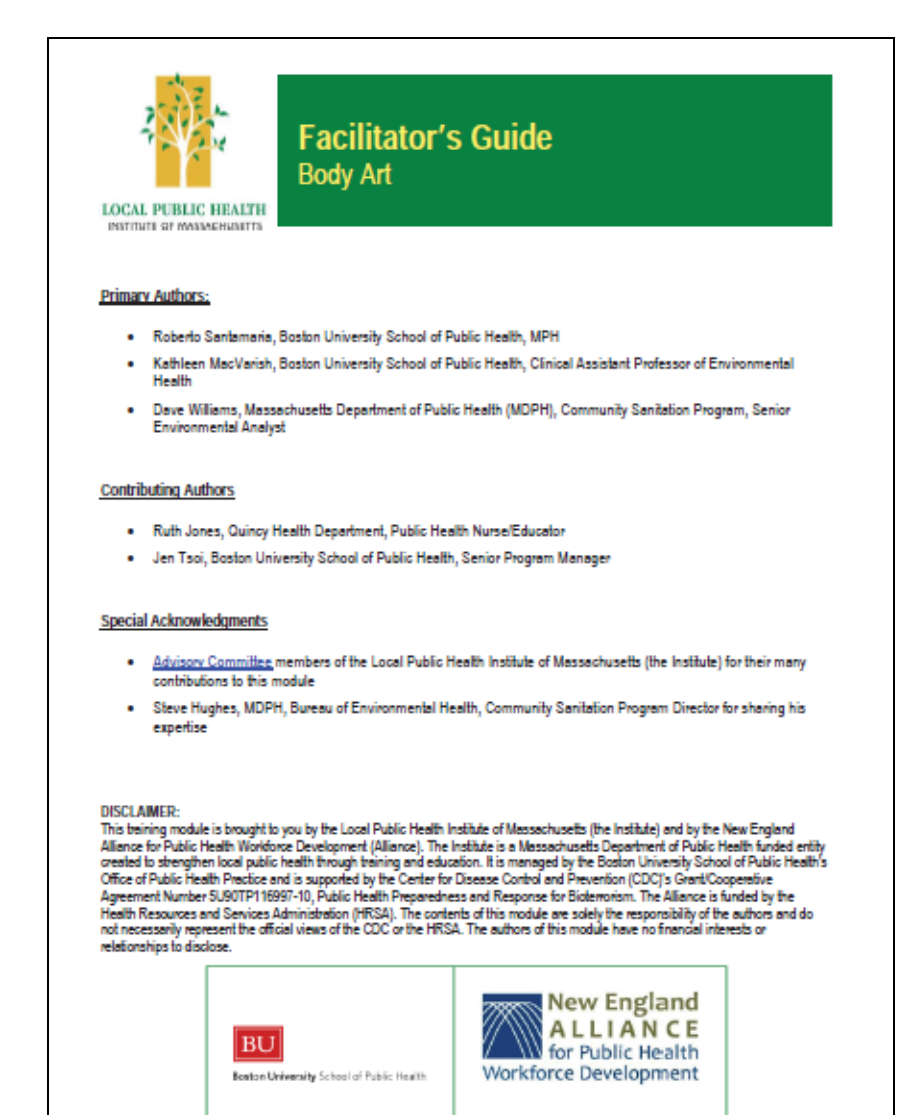 Facilitator's Guide
Body Art
LOCAL PUBLIC HEALTH
INSTITUTE OF MASSACHUSETTS
Primary Authors:
• Roberto Santamaria, Boston University School of Public Health, MPH
• Kathleen MacVarish, Boston University School of Public Health, Clinical Assistant Professor of Environmental
Health
• Dave Williams, Massachusetts Department of Public Health (MDPH), Community Sanitation Program, Senior
Environmental Analyst
Contributing Authors
• Ruth Jones, Quincy Health Department, Public Health Nurse/Educator
• Jen Tsoi, Boston University School of Public Health, Senior Program Manager
Special Acknowledgments
• Advisory Committee members of the Local Public Health Institute of Massachusetts (the Institute) for their many
contributions to this module
• Steve Hughes, MDPH, Bureau of Environmental Health, Community Sanitation Program Director for sharing his
expertise
DISCLAIMER:
This training module is brought to you by the Local Public Health Institute of Massachusetts (the Institute) and by the New England
Alliance for Public Health Workforce Development (Alliance). The Institute is a Massachusetts Department of Public Health funded entity
created to strengthen local public health through training and education. It is managed by the Boston University School of Public Health's
Office of Public Health Practice and is supported by the Center for Disease Control and Prevention (CDC)'s Grant/Cooperative
Agreement Number 5U90TP116997-10, Public Health Preparedness and Response for Bioterrorism. The Alliance is funded by the
Health Resources and Services Administration (HRSA). The contents of this module are solely the responsibility of the authors and do
not necessarily represent the official views of the CDC or the HRSA. The authors of this module have no financial interests or
relationships to disclose.
BU
Boston University School of Public Health
New England
ALLIANCE
for Public Health
Workforce Development